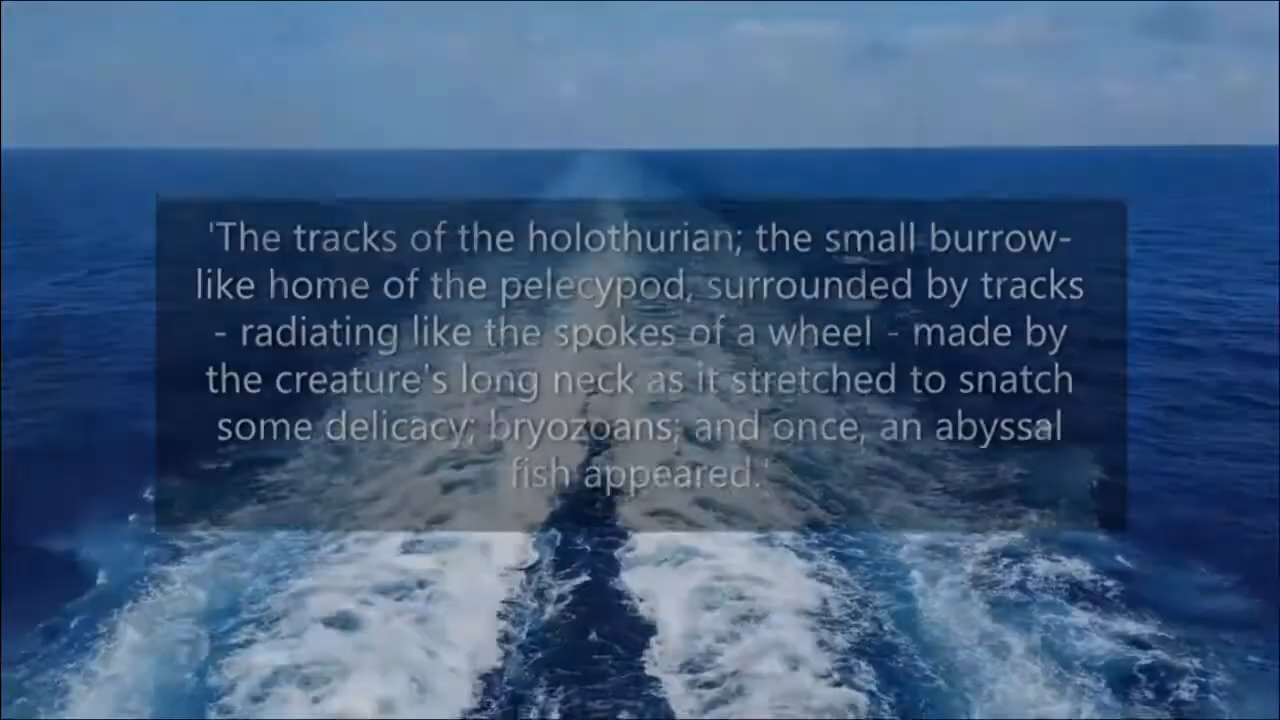 'The tracks of the holothurian; the small burrow-
like home of the pelecypod, surrounded by tracks
- radiating like the spokes of a wheel - made by
the creature's long neck as it stretched to snatch
some delicacy; bryozoans; and once, an abyssal
fish appeared.'